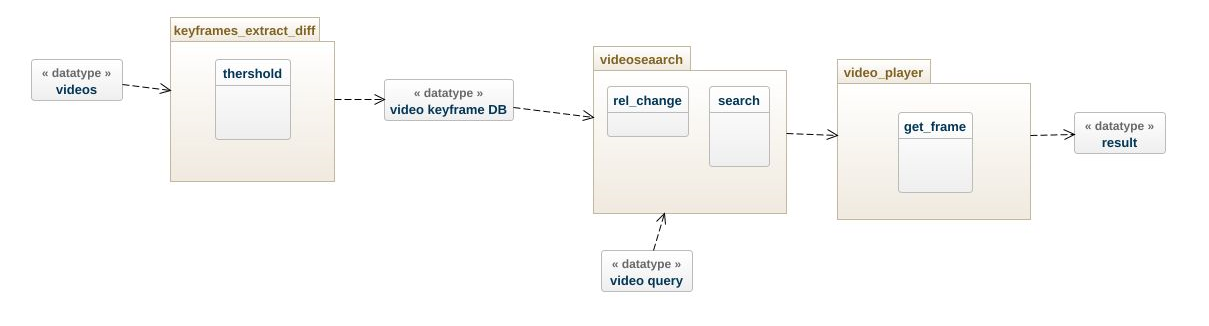 keyframes_extract_diff
thershold
« datatype »
videos
« datatype »
video keyframe DB
videoseaarch
rel_change
search
« datatype »
video query
video_player
get_frame
« datatype »
result